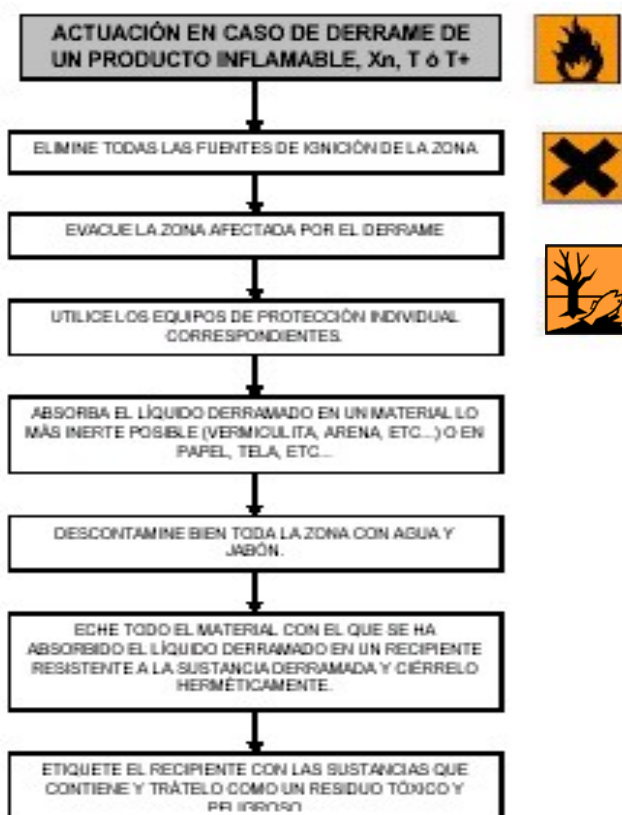 ACTUACIÓN EN CASO DE DERRAME DE
UN PRODUCTO INFLAMABLE, Xn, T ó T+
ELIMINE TODAS LAS FUENTES DE IGNICIÓN DE LA ZONA
EVACUE LA ZONA AFECTADA POR EL DERRAME
UTILICE LOS EQUIPOS DE PROTECCIÓN INDIVIDUAL
CORRESPONDIENTES.
ABSORBA EL LÍQUIDO DERRAMADO EN UN MATERIAL LO
MÁS INERTE POSIBLE (VERMICULITA, ARENA, ETC...) O EN
PAPEL, TELA, ETC...
DESCONTAMINE BIEN TODA LA ZONA CON AGUA Y
JABÓN.
ECHE TODO EL MATERIAL CON EL QUE SE HA
ABSORBIDO EL LÍQUIDO DERRAMADO EN UN RECIPIENTE
RESISTENTE A LA SUSTANCIA DERRAMADA Y CIÉRRELO
HERMÉTICAMENTE.
ETIQUETE EL RECIPIENTE CON LAS SUSTANCIAS QUE
CONTIENE Y TRÁTELO COMO UN RESIDUO TÓXICO Y
PELIGROSO